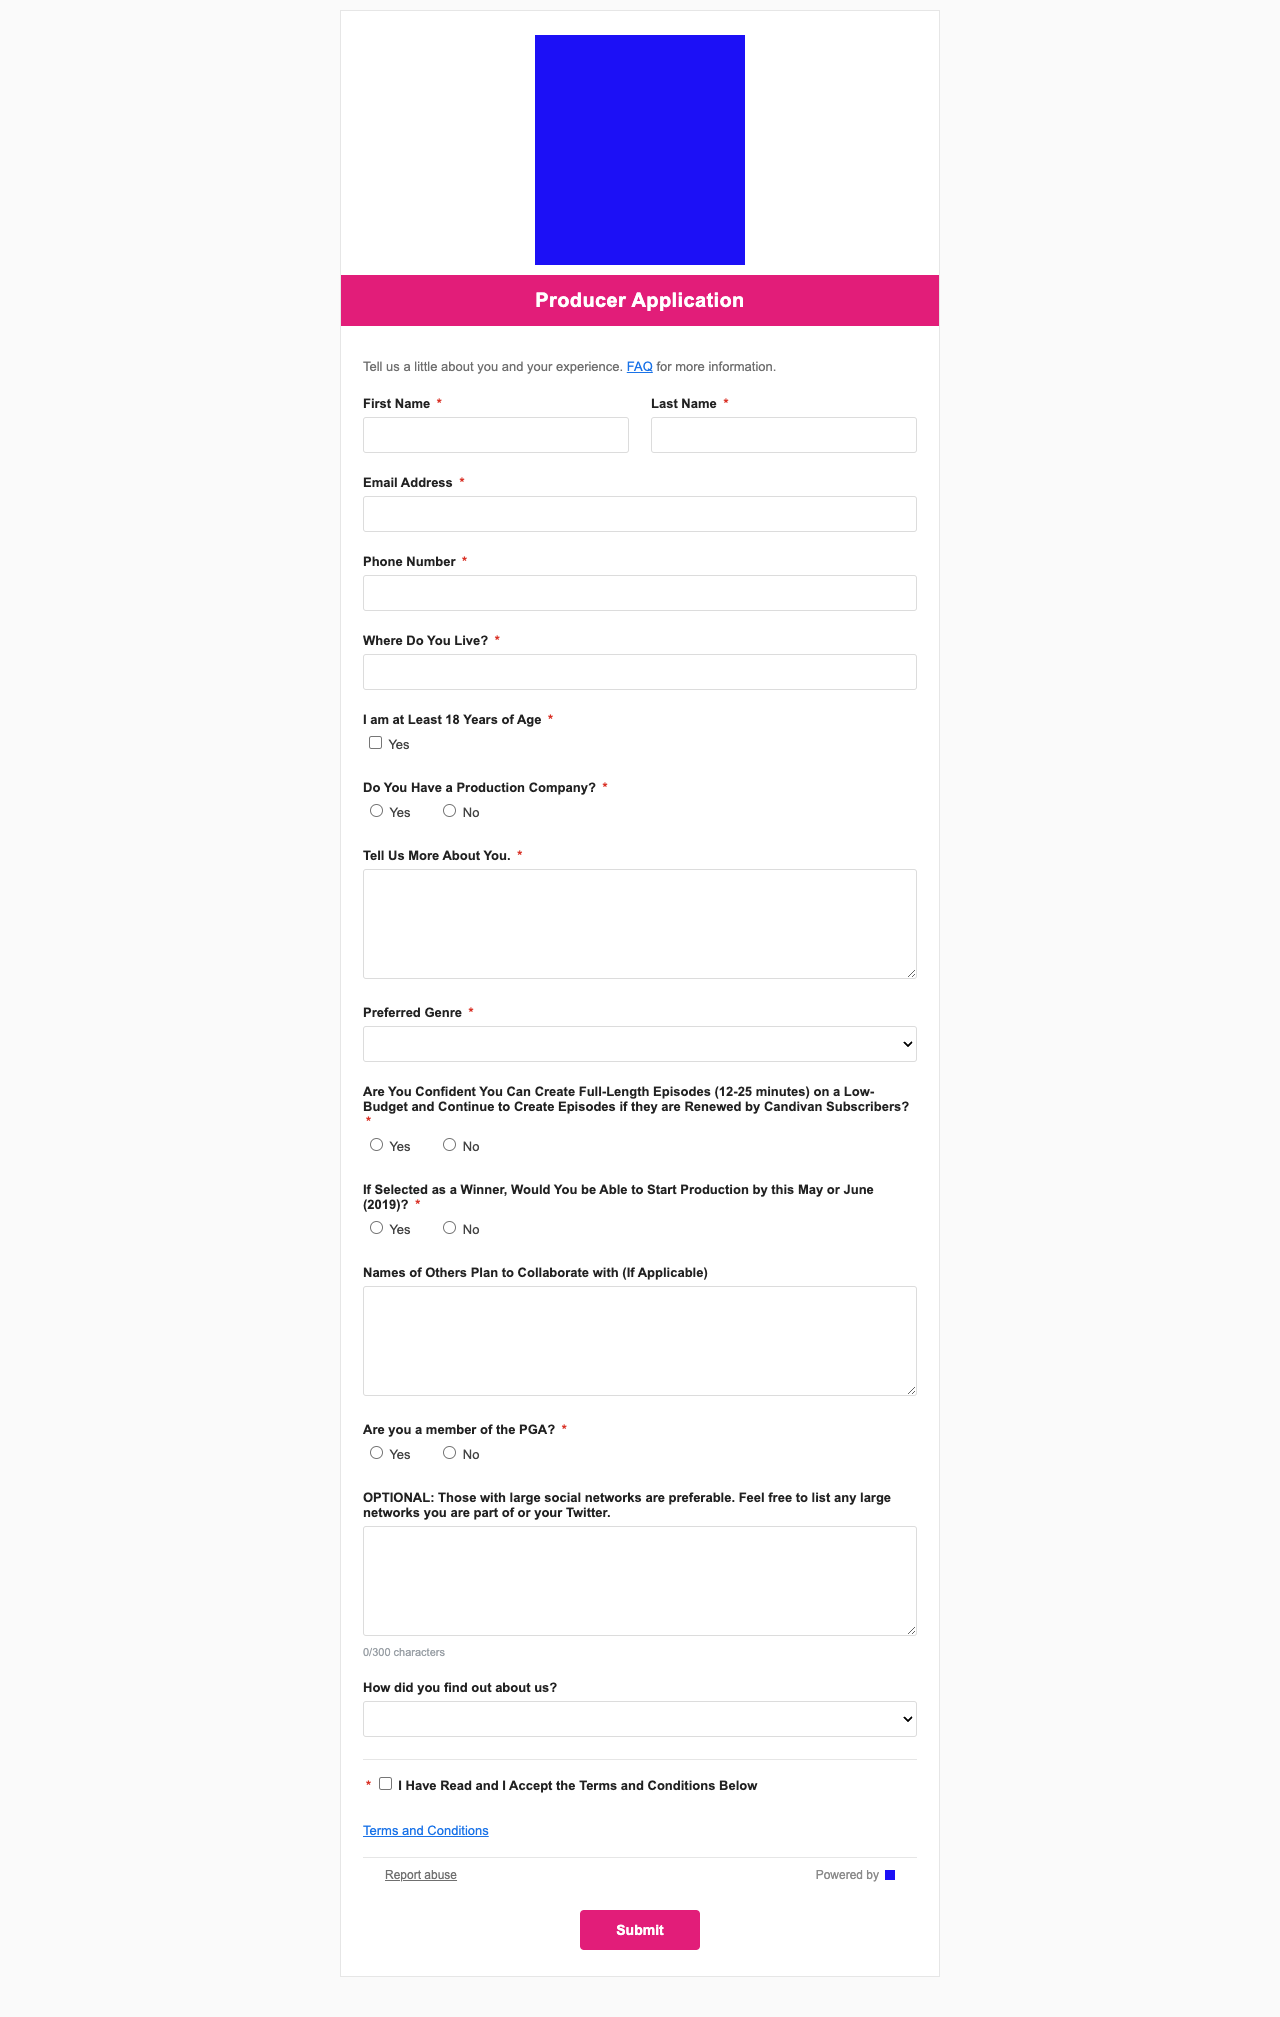 Producer Application
Tell us a little about you and your experience. FAQ for more information.
First Name *
Last Name *
Email Address *
Phone Number *
Where Do You Live? *
I am at Least 18 Years of Age *
Yes
Do You Have a Production Company? *
Yes No
Tell Us More About You. *
Preferred Genre *
Are You Confident You Can Create Full-Length Episodes (12-25 minutes) on a Low-
Budget and Continue to Create Episodes if they are Renewed by Candivan Subscribers?
*
Yes No
If Selected as a Winner, Would You be Able to Start Production by this May or June
(2019)? *
Yes No
Names of Others Plan to Collaborate with (If Applicable)
Are you a member of the PGA? *
Yes No
OPTIONAL: Those with large social networks are preferable. Feel free to list any large
networks you are part of or your Twitter.
0/300 characters
How did you find out about us?
* I Have Read and I Accept the Terms and Conditions Below
Terms and Conditions
Report abuse
Powered by
Submit